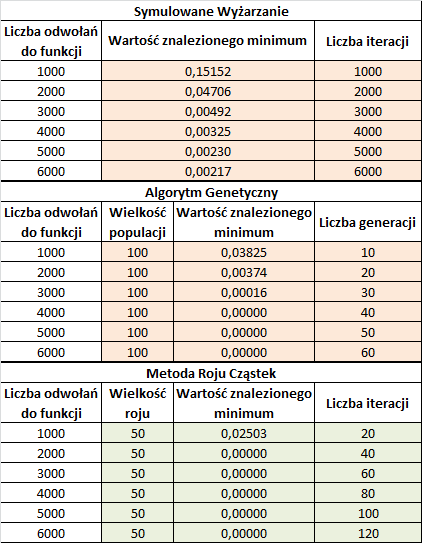 Symulowane Wyżarzanie
Liczba odwołań do funkcji Wartość znalezionego minimum Liczba iteracji
1000 0,15152 1000
2000 0,04706 2000
3000 0,00492 3000
4000 0,00325 4000
5000 0,00230 5000
6000 0,00217 6000
Algorytm Genetyczny
Liczba odwołań do funkcji Wielkość populacji Wartość znalezionego minimum Liczba generacji
1000 100 0,03825 10
2000 100 0,00374 20
3000 100 0,00016 30
4000 100 0,00000 40
5000 100 0,00000 50
6000 100 0,00000 60
Metoda Roju Cząstek
Liczba odwołań do funkcji Wielkość roju Wartość znalezionego minimum Liczba iteracji
1000 50 0,02503 20
2000 50 0,00000 40
3000 50 0,00000 60
4000 50 0,00000 80
5000 50 0,00000 100
6000 50 0,00000 120